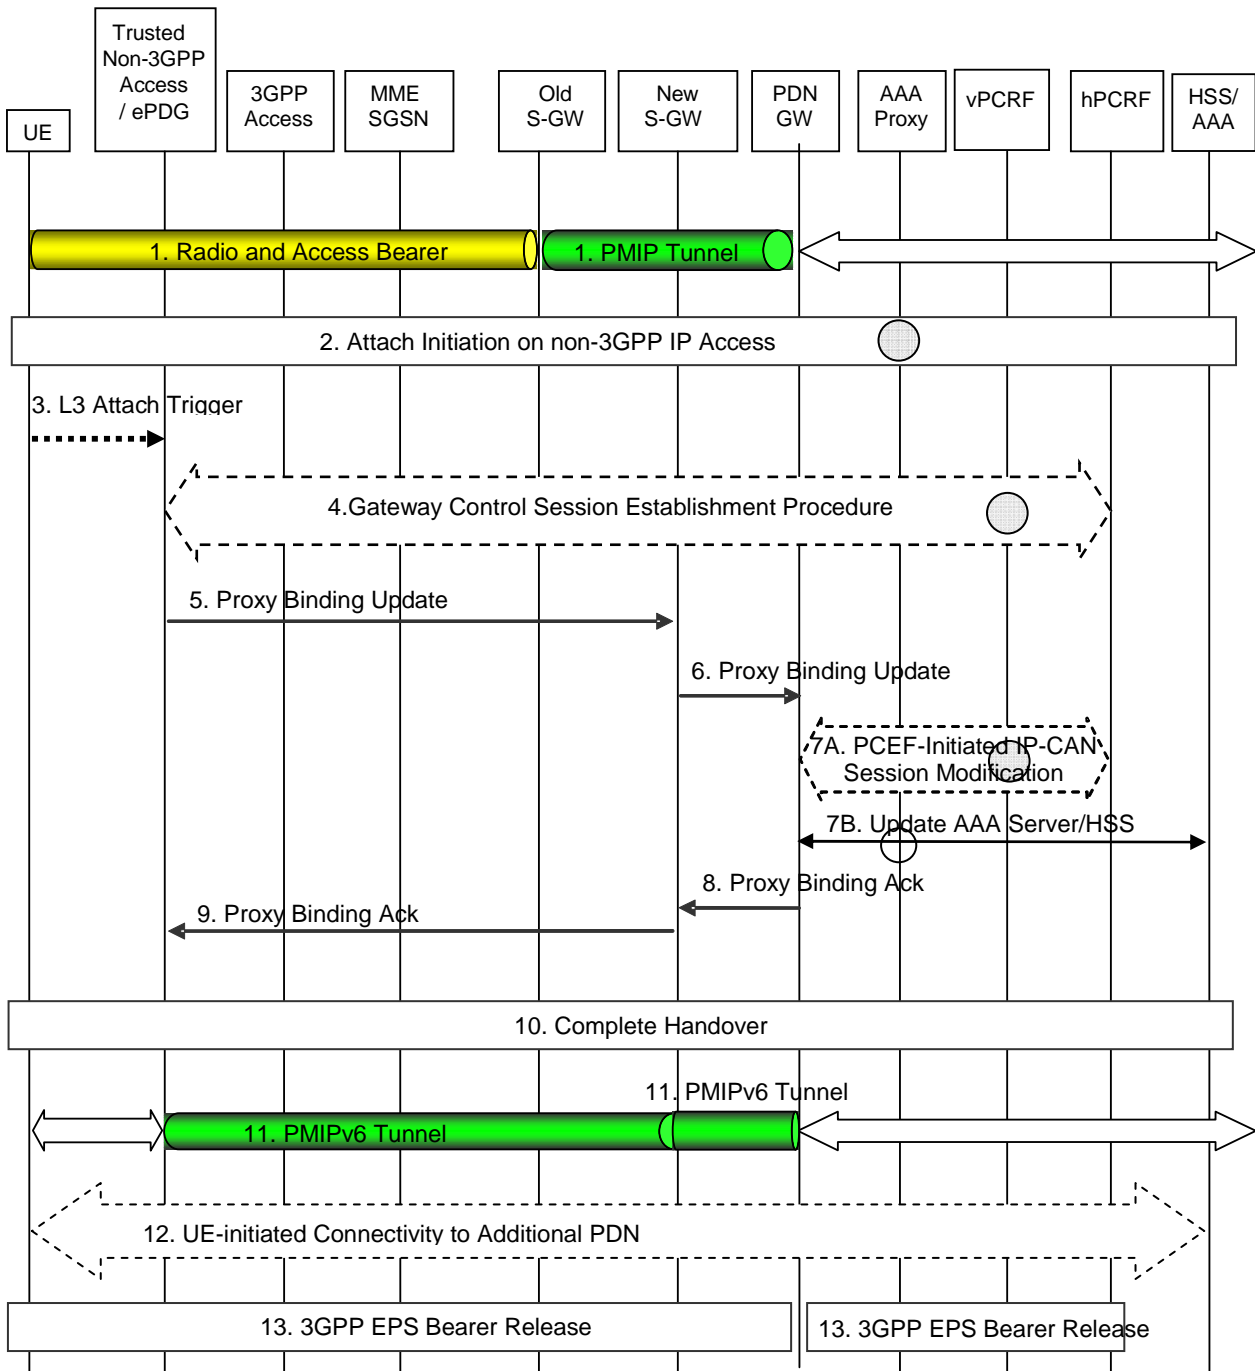 UE
Trusted
Non-3GPP
Access
/ ePDG
3GPP
Access
MME
SGSN
Old
S-GW
New
S-GW
PDN
GW
AAA
Proxy
vPCRF
hPCRF
HSS/
AAA
1. Radio and Access Bearer
1. PMIP Tunnel
2. Attach Initiation on non-3GPP IP Access
3. L3 Attach Trigger
4.Gateway Control Session Establishment Procedure
5. Proxy Binding Update
6. Proxy Binding Update
7A. PCEF-Initiated IP-CAN
Session Modification
7B. Update AAA Server/HSS
8. Proxy Binding Ack
9. Proxy Binding Ack
10. Complete Handover
11. PMIPv6 Tunnel
11. PMIPv6 Tunnel
12. UE-initiated Connectivity to Additional PDN
13. 3GPP EPS Bearer Release
13. 3GPP EPS Bearer Release